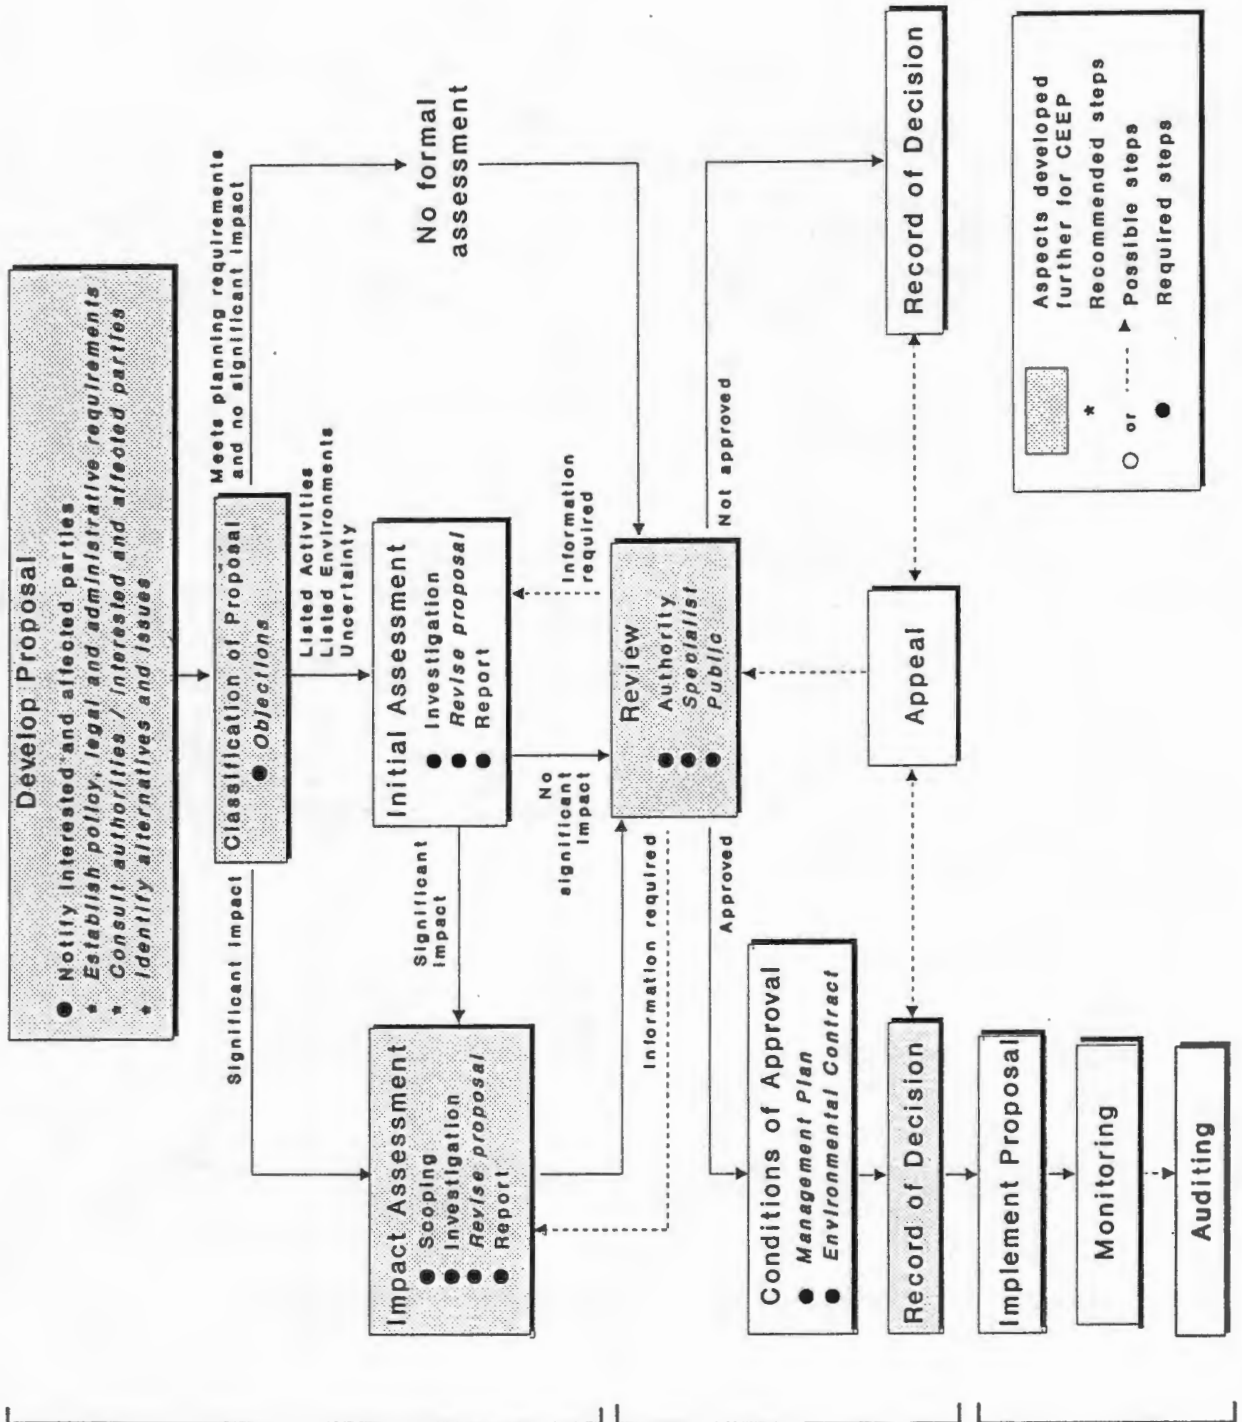 Develop Proposal
● Notify interested and affected parties
* Establish policy, legal and administrative requirements
* Consult authorities / interested and affected parties
* Identify alternatives and issues
Significant impact
Classification of Proposal
● Objections
Meets planning requirements
and no significant impact
Listed Activities
Listed Environments
Uncertainty
No formal
assessment
Impact Assessment
● Scoping
● Investigation
● Revise proposal
● Report
Significant
impact
Initial Assessment
● Investigation
● Revise proposal
● Report
No
significant
impact
Information
required
Information required
Review
● Authority
● Specialist
● Public
Approved
Not approved
Conditions of Approval
● Management Plan
● Environmental Contract
Record of Decision
Appeal
Record of Decision
Implement Proposal
Monitoring
Auditing
Aspects developed
further for CEEP
* Recommended steps
○ or ▸ Possible steps
● Required steps